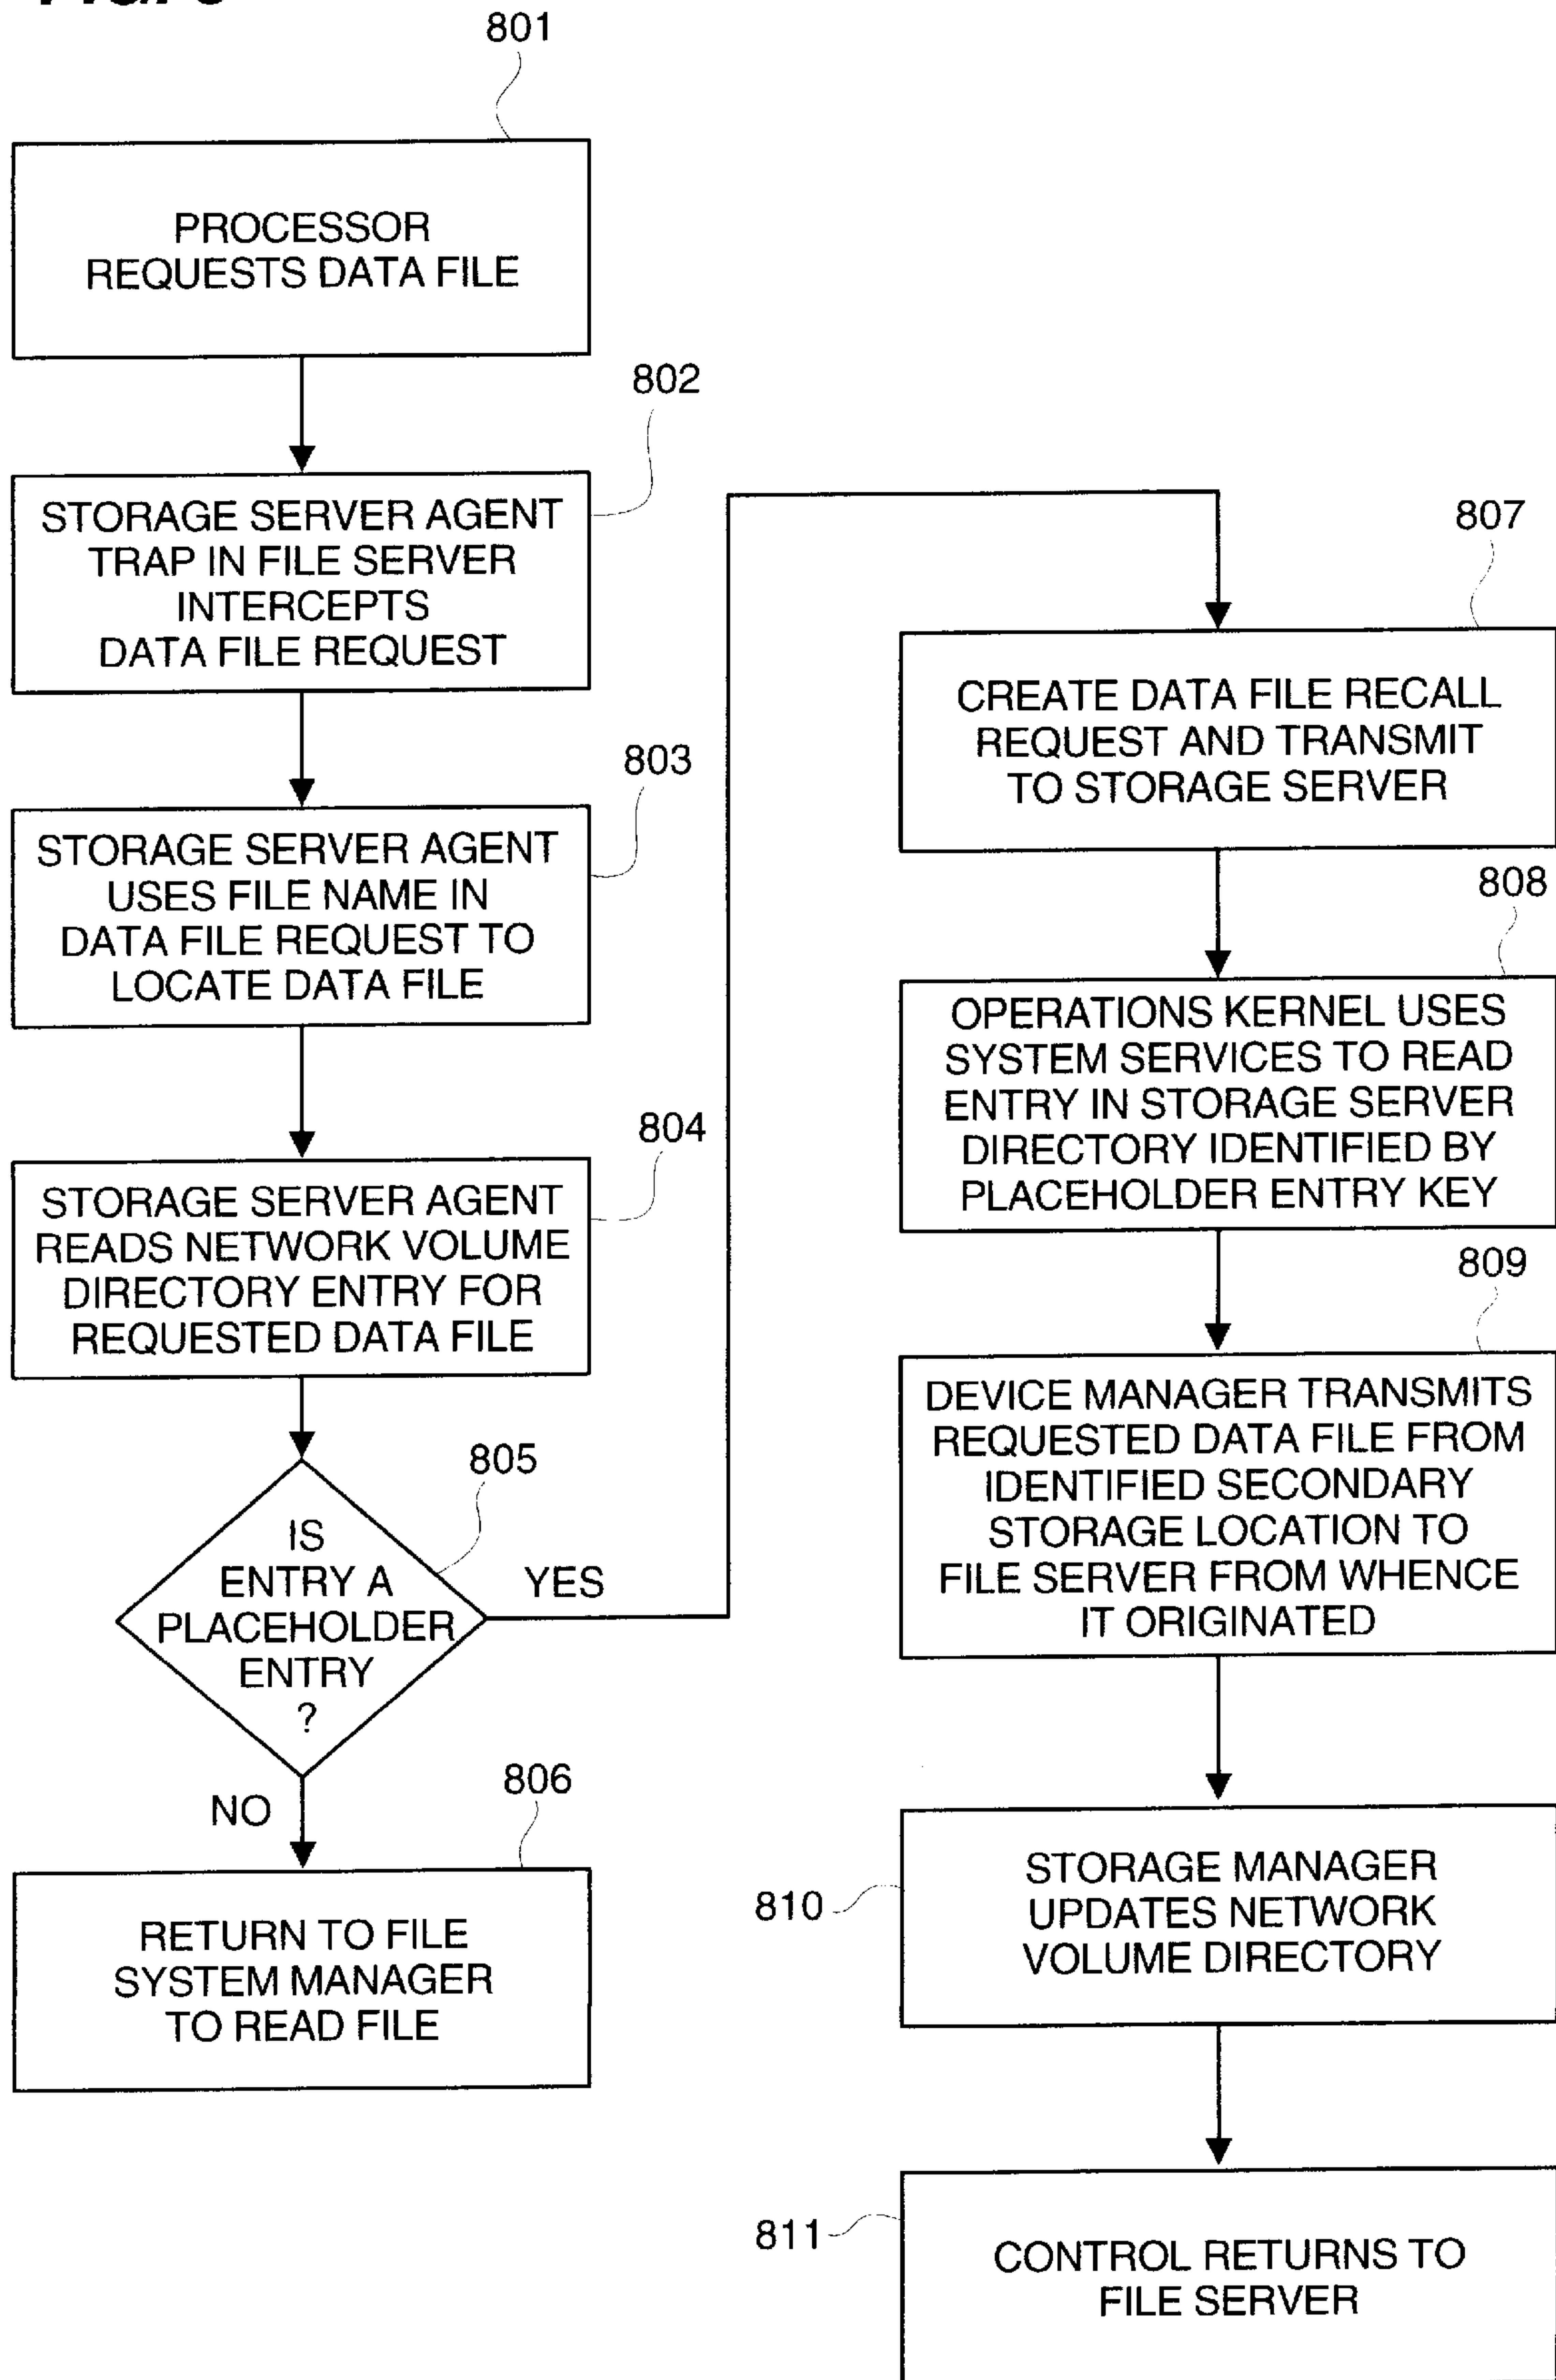 801
PROCESSOR
REQUESTS DATA FILE
802
STORAGE SERVER AGENT
TRAP IN FILE SERVER
INTERCEPTS
DATA FILE REQUEST
803
STORAGE SERVER AGENT
USES FILE NAME IN
DATA FILE REQUEST TO
LOCATE DATA FILE
804
STORAGE SERVER AGENT
READS NETWORK VOLUME
DIRECTORY ENTRY FOR
REQUESTED DATA FILE
805
IS
ENTRY A
PLACEHOLDER
ENTRY
?
YES
NO
806
RETURN TO FILE
SYSTEM MANAGER
TO READ FILE
807
CREATE DATA FILE RECALL
REQUEST AND TRANSMIT
TO STORAGE SERVER
808
OPERATIONS KERNEL USES
SYSTEM SERVICES TO READ
ENTRY IN STORAGE SERVER
DIRECTORY IDENTIFIED BY
PLACEHOLDER ENTRY KEY
809
DEVICE MANAGER TRANSMITS
REQUESTED DATA FILE FROM
IDENTIFIED SECONDARY
STORAGE LOCATION TO
FILE SERVER FROM WHENCE
IT ORIGINATED
810
STORAGE MANAGER
UPDATES NETWORK
VOLUME DIRECTORY
811
CONTROL RETURNS TO
FILE SERVER